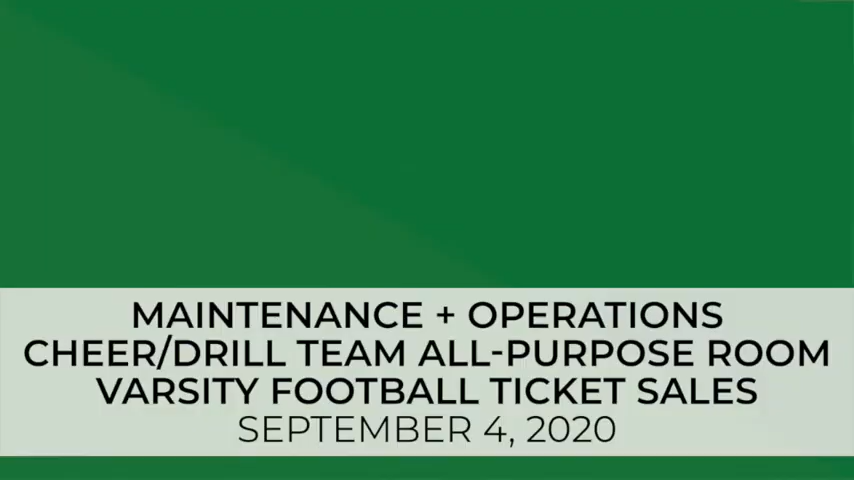 MAINTENANCE + OPERATIONS
CHEER/DRILL TEAM ALL-PURPOSE ROOM
VARSITY FOOTBALL TICKET SALES
SEPTEMBER 4, 2020